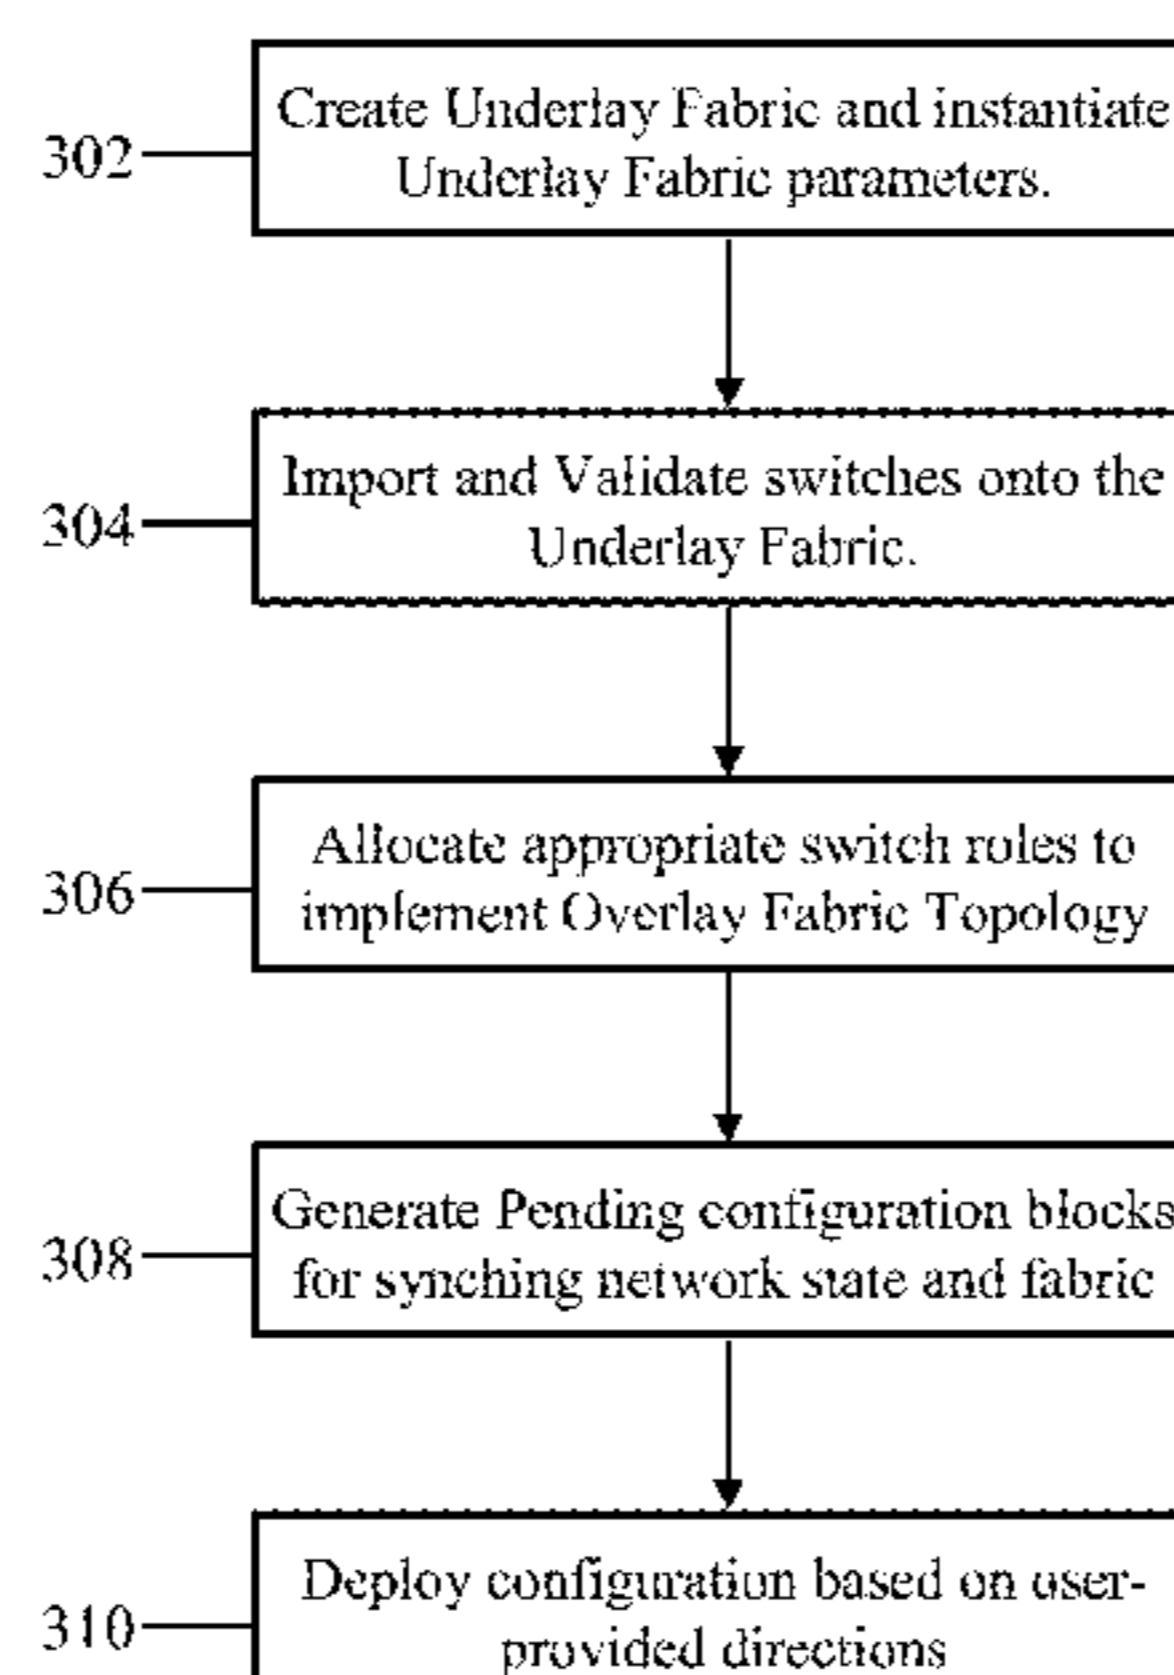 302
Create Underlay Fabric and instantiate
Underlay Fabric parameters.
304
Import and Validate switches onto the
Underlay Fabric.
306
Allocate appropriate switch roles to
implement Overlay Fabric Topology
308
Generate Pending configuration blocks
for synching network state and fabric
310
Deploy configuration based on user-
provided directions